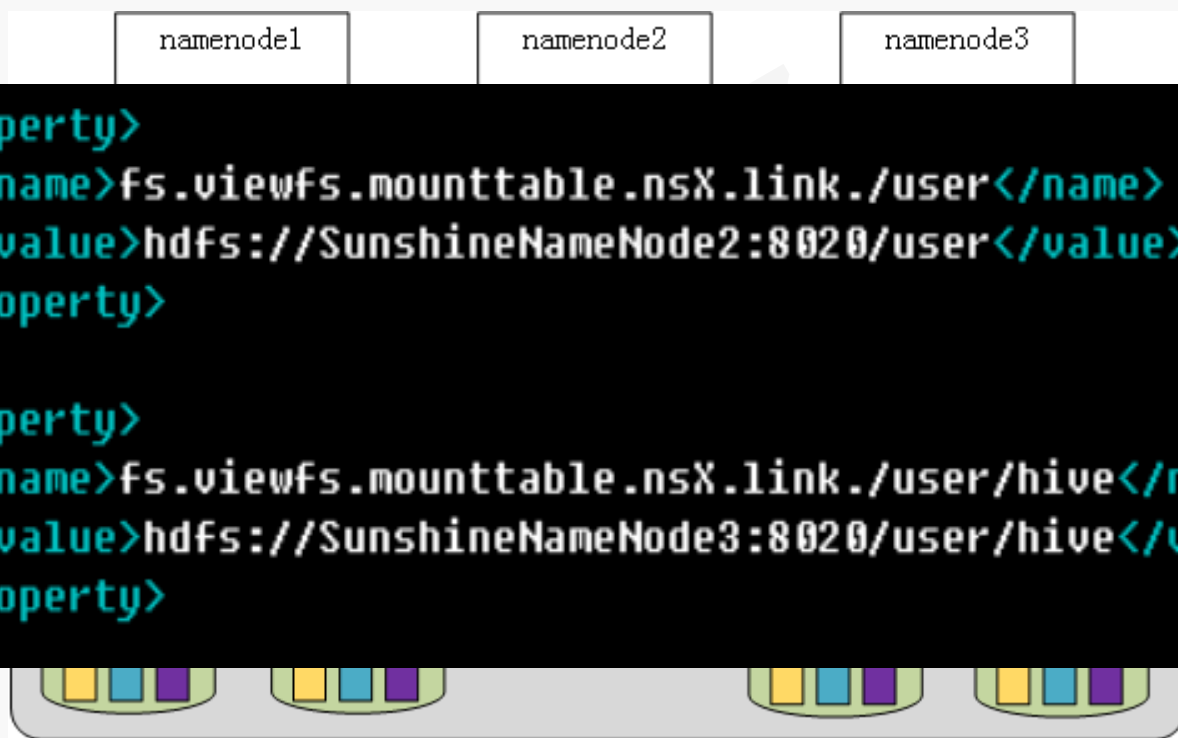 namenode1 namenode2 namenode3
perty>
name>fs.viewfs.mounttable.nsX.link./user</name>
value>hdfs://SunshineNameNode2:8020/user</value>
operty>
perty>
name>fs.viewfs.mounttable.nsX.link./user/hive</n
value>hdfs://SunshineNameNode3:8020/user/hive</v
operty>